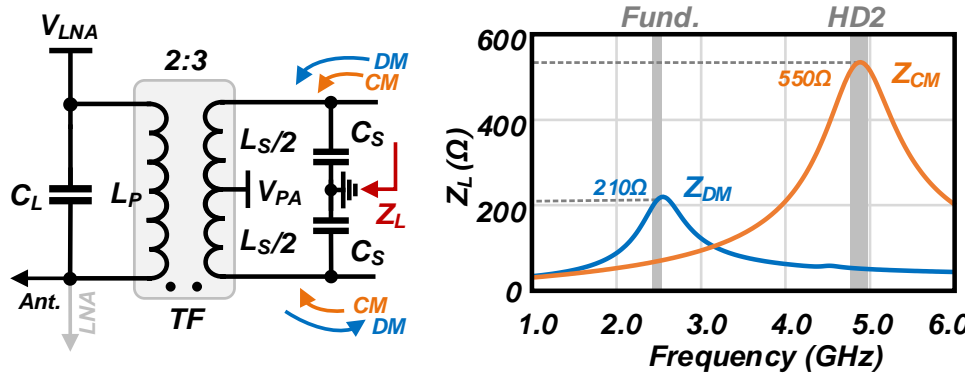 V_LNA
2:3
DM
CM
L_S/2
C_S
C_L
L_P
V_PA
Z_L
L_S/2
C_S
Ant.
LNA
TF
CM
DM
Fund.
HD2
600
400
200
0
Z_L (Ω)
550Ω
Z_CM
210Ω
Z_DM
1.0 2.0 3.0 4.0 5.0 6.0
Frequency (GHz)